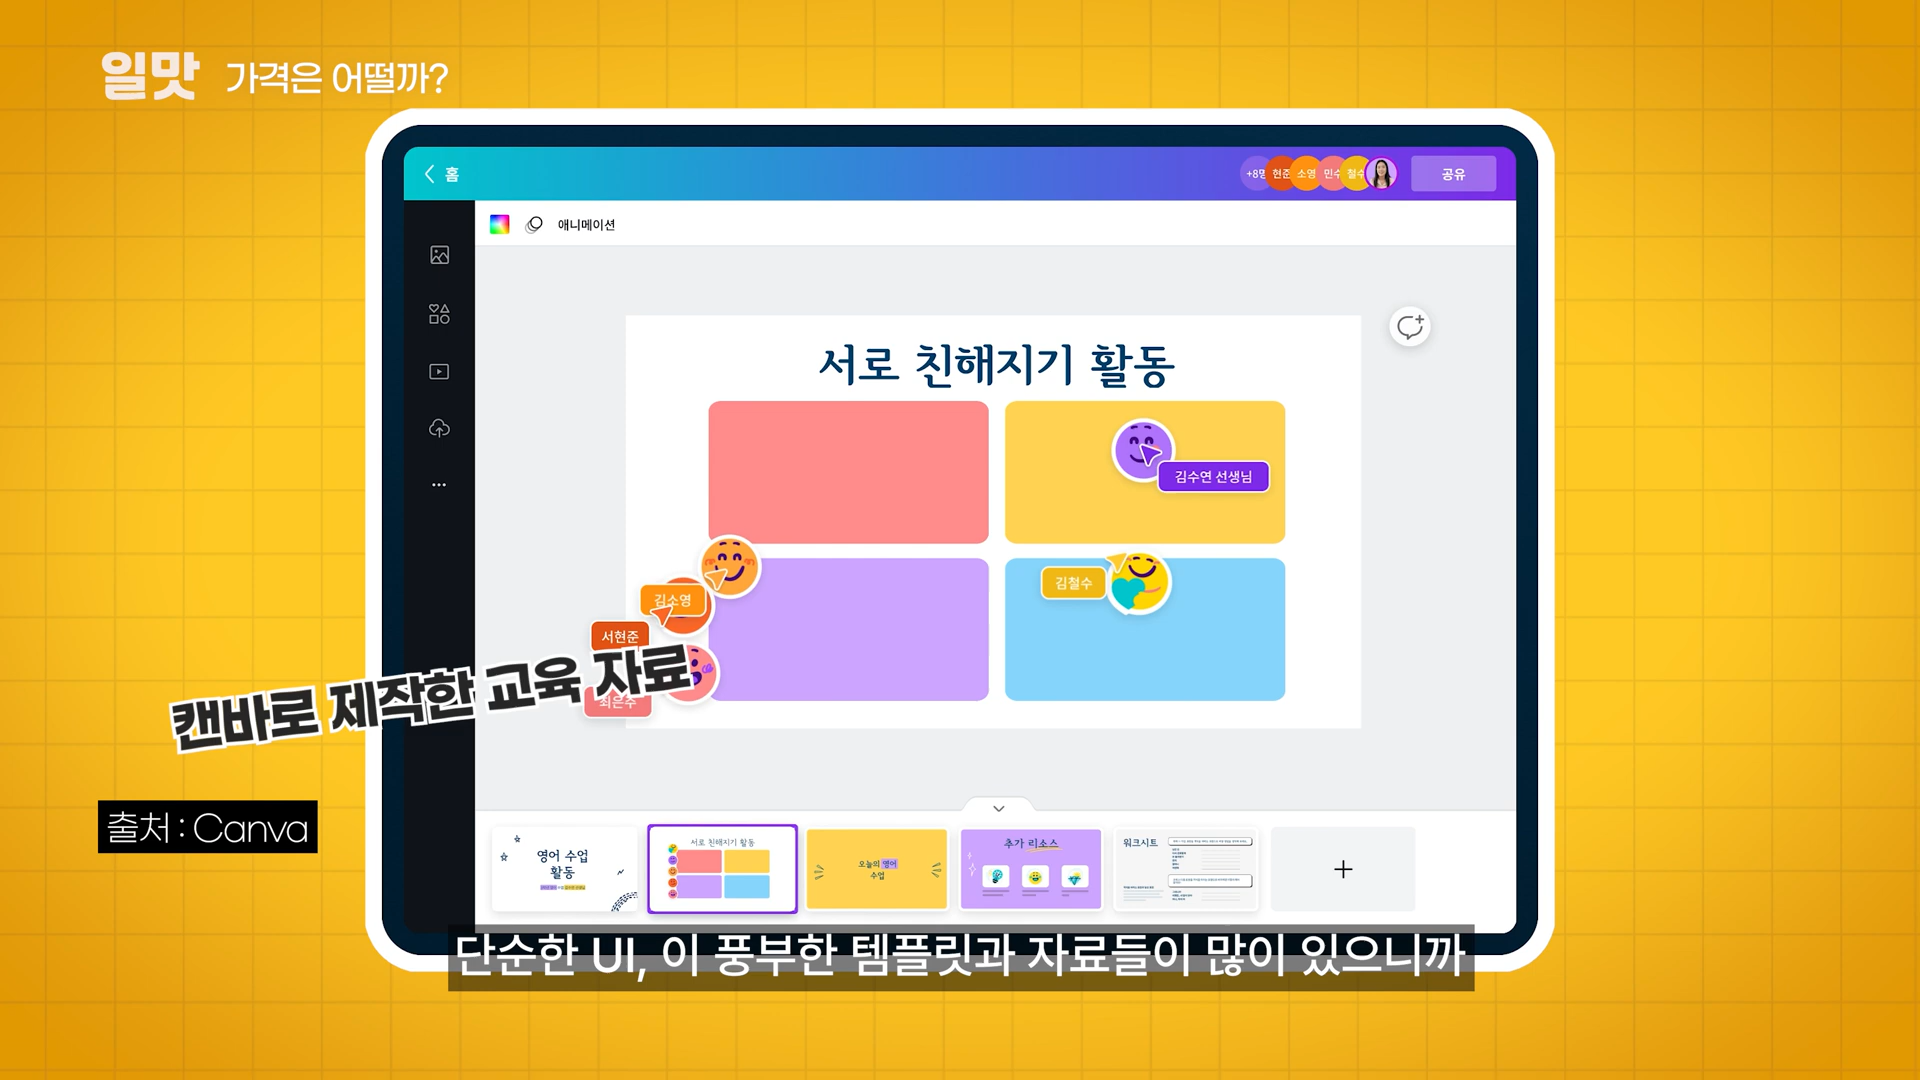 일맛 가격은 어떨까?
홈
+8명 현준 소영 민수 철수
공유
애니메이션
서로 친해지기 활동
김수연 선생님
김철수
김소영
서현준
최은수
캔바로 제작한 교육 자료
출처 : Canva
영어 수업
활동
서로 친해지기 활동
오늘의 영어
수업
추가 리소스
워크시트
단순한 UI, 이 풍부한 템플릿과 자료들이 많이 있으니까